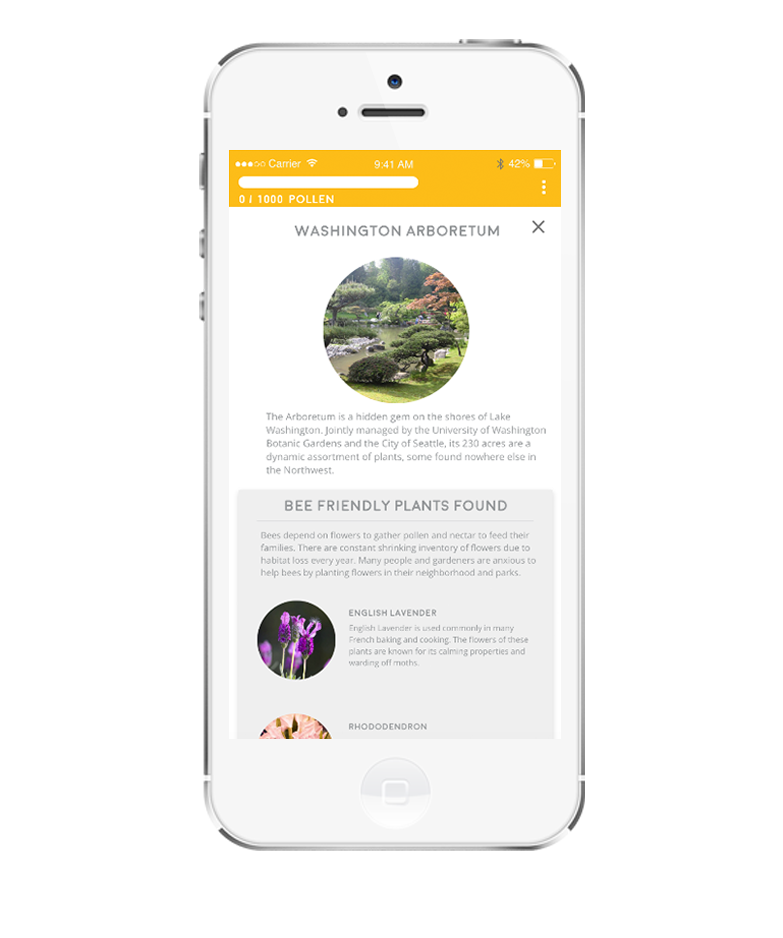 Carrier 9:41 AM 42%
0 / 1000 POLLEN
WASHINGTON ARBORETUM
The Arboretum is a hidden gem on the shores of Lake
Washington. Jointly managed by the University of Washington
Botanic Gardens and the City of Seattle, its 230 acres are a
dynamic assortment of plants, some found nowhere else in
the Northwest.
BEE FRIENDLY PLANTS FOUND
Bees depend on flowers to gather pollen and nectar to feed their
families. There are constant shrinking inventory of flowers due to
habitat loss every year. Many people and gardeners are anxious to
help bees by planting flowers in their neighborhood and parks.
ENGLISH LAVENDER
English Lavender is used commonly in many
French baking and cooking. The flowers of these
plants are known for its calming properties and
warding off moths.
RHODODENDRON